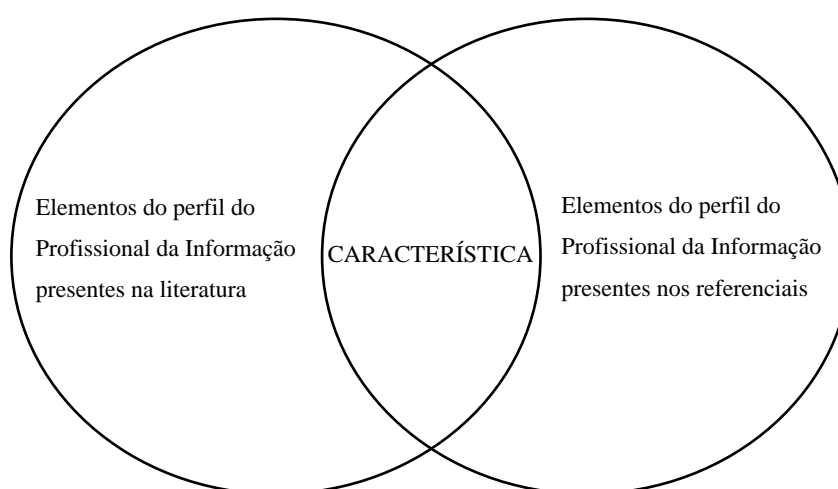 Elementos do perfil do
Profissional da Informação
presentes na literatura
CARACTERÍSTICA
Elementos do perfil do
Profissional da Informação
presentes nos referenciais